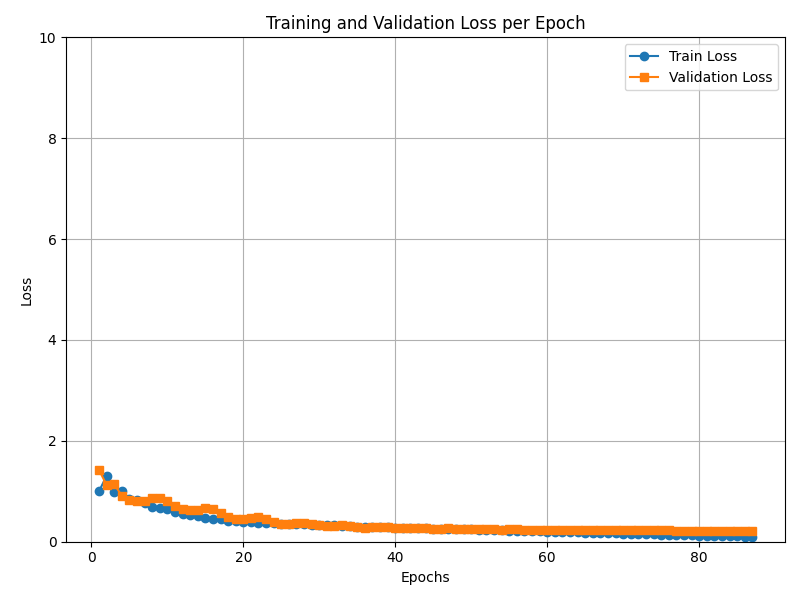 Training and Validation Loss per Epoch
10
Train Loss
Validation Loss
8
6
Loss
4
2
0
0 20 40 60 80
Epochs